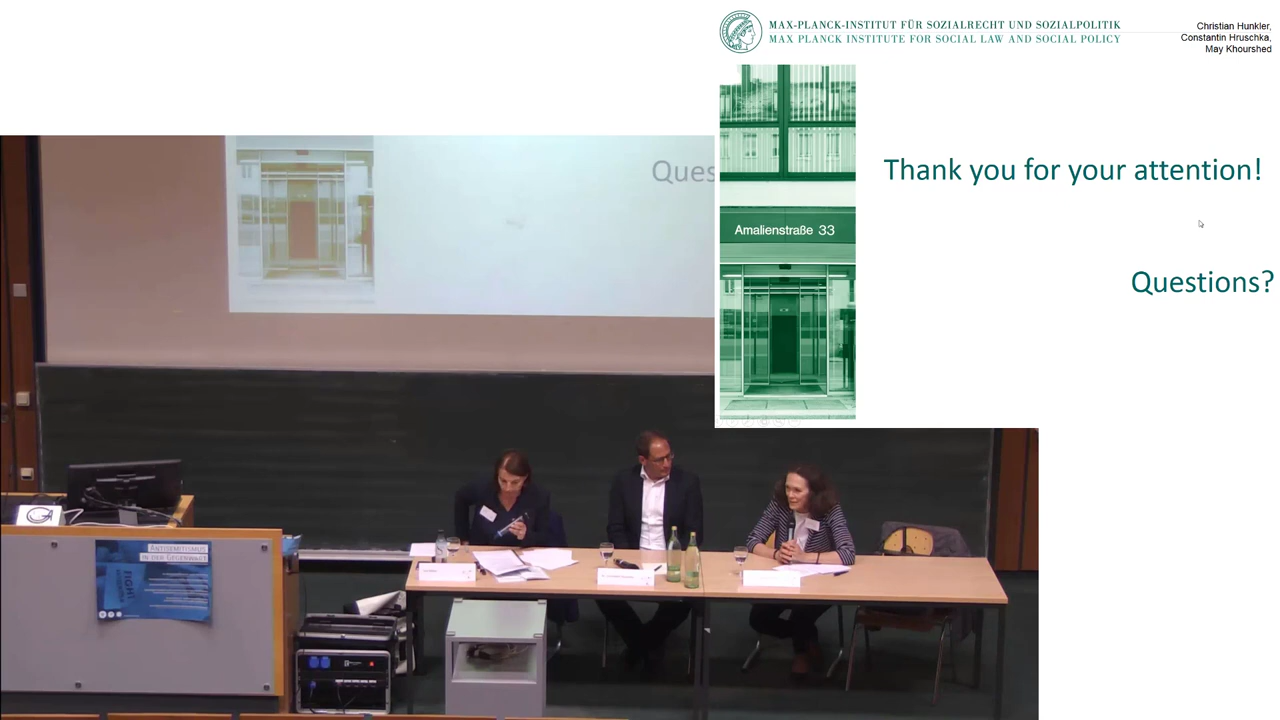 MAX-PLANCK-INSTITUT FÜR SOZIALRECHT UND SOZIALPOLITIK
MAX PLANCK INSTITUTE FOR SOCIAL LAW AND SOCIAL POLICY
Christian Hunkler,
Constantin Hruschka,
May Khourshed
Thank you for your attention!
Amalienstraße 33
Questions?
Ques
ANTISEMITISMUS
IN DER GEGENWART
FIGHT